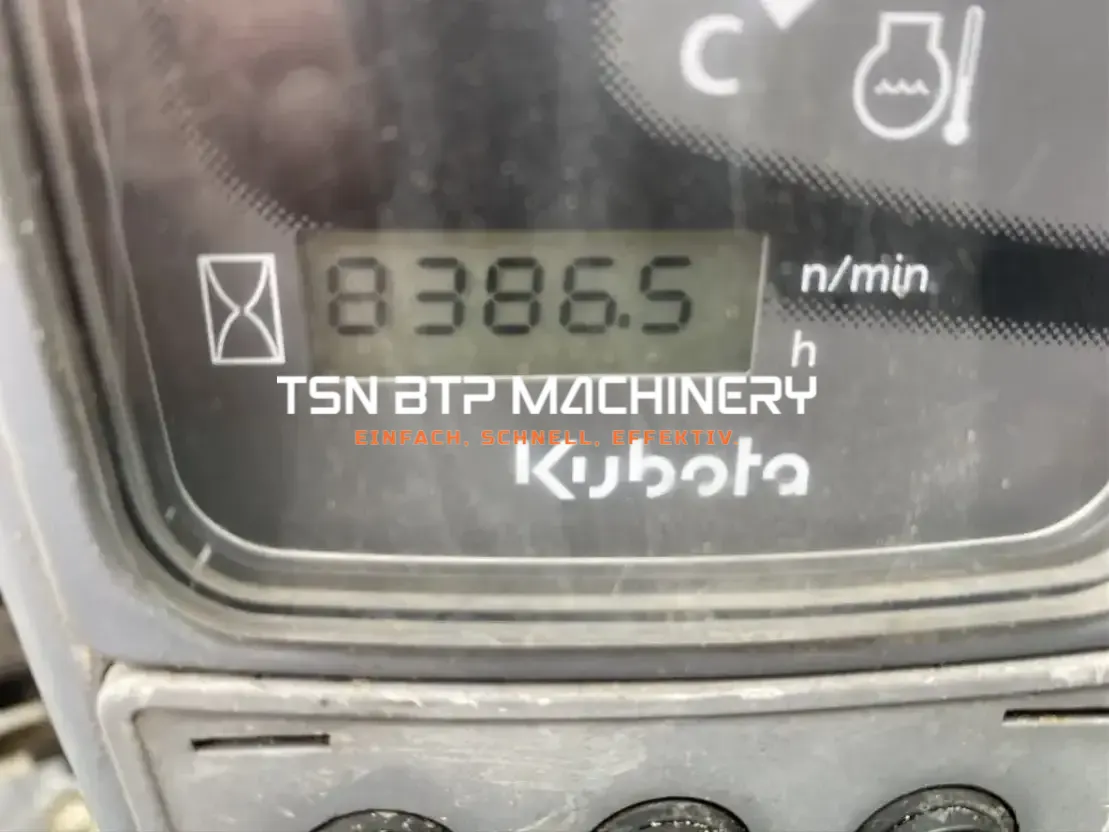 C
8386.5
n/min
h
TSN BTP MACHINERY
EINFACH, SCHNELL, EFFEKTIV.
Kubota